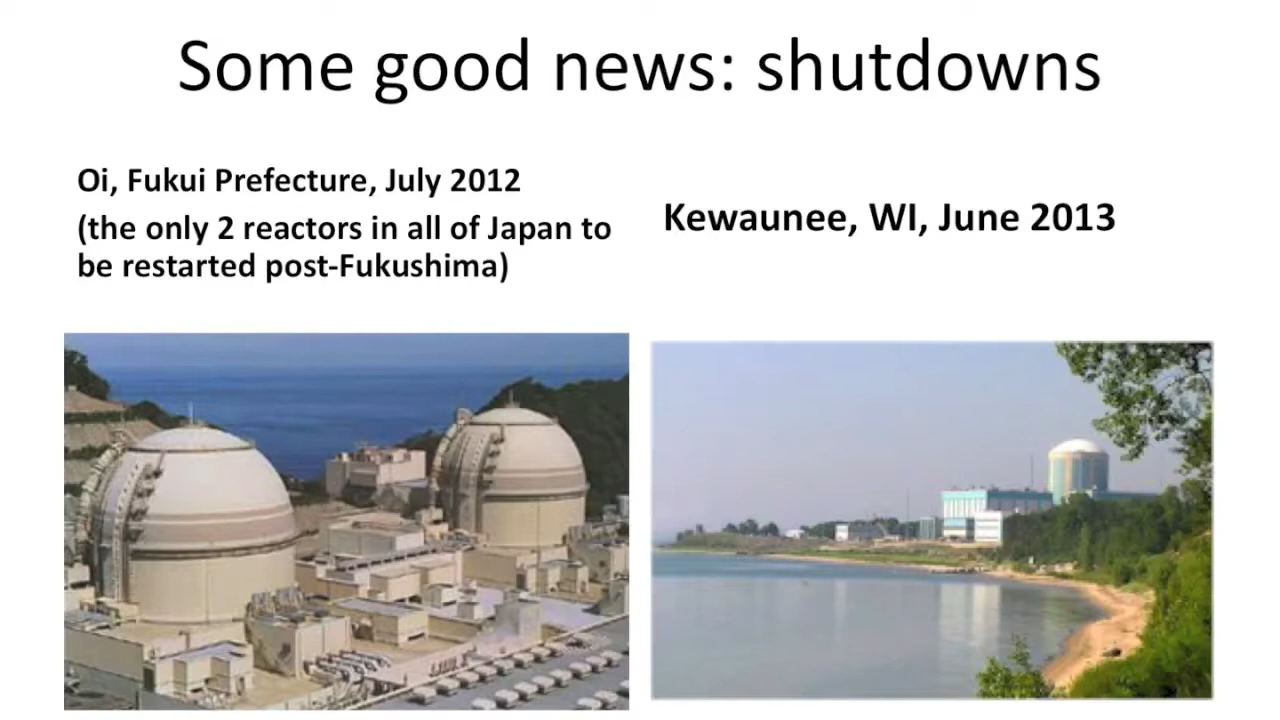 Some good news: shutdowns
Oi, Fukui Prefecture, July 2012
(the only 2 reactors in all of Japan to
be restarted post-Fukushima)
Kewaunee, WI, June 2013